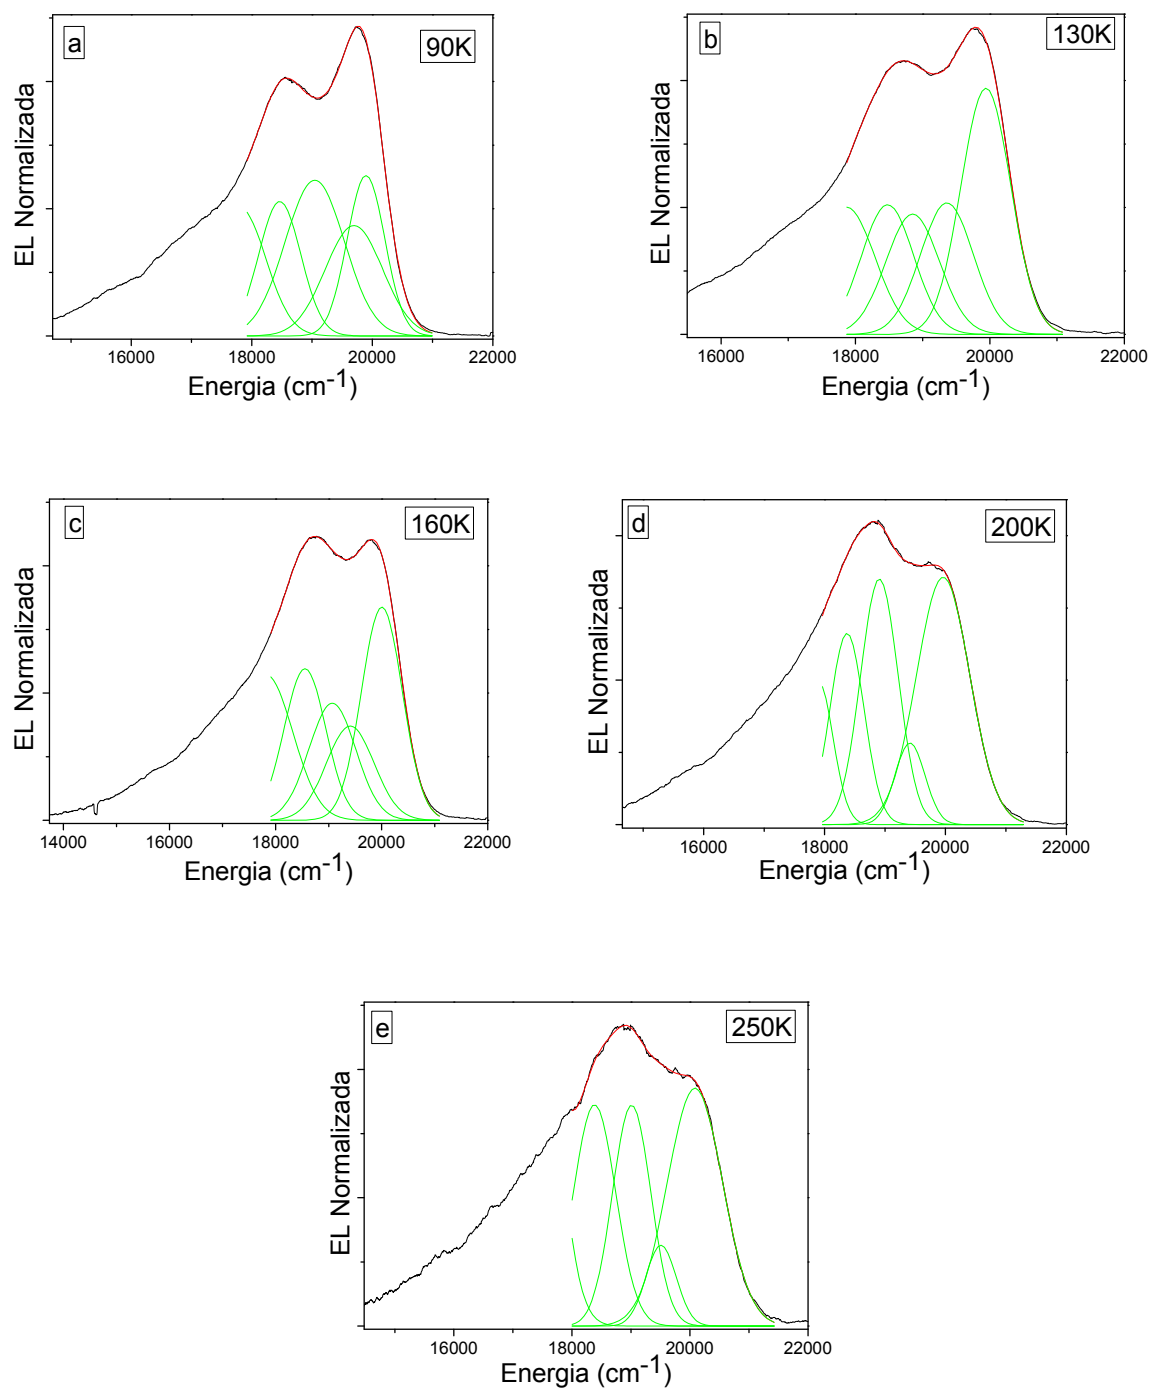 a
90K
EL Normalizada
16000 18000 20000 22000
Energia (cm-1)
b
130K
EL Normalizada
16000 18000 20000 22000
Energia (cm-1)
c
160K
EL Normalizada
14000 16000 18000 20000 22000
Energia (cm-1)
d
200K
EL Normalizada
16000 18000 20000 22000
Energia (cm-1)
e
250K
EL Normalizada
16000 18000 20000 22000
Energia (cm-1)